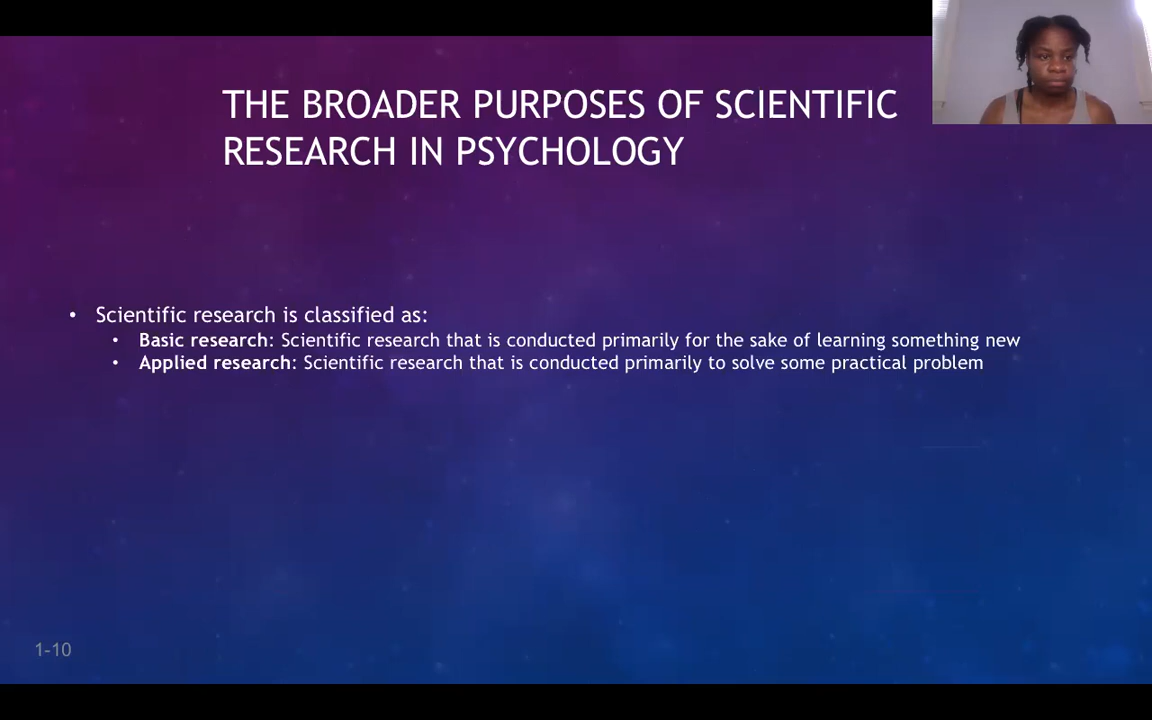 THE BROADER PURPOSES OF SCIENTIFIC
RESEARCH IN PSYCHOLOGY
• Scientific research is classified as:
• Basic research: Scientific research that is conducted primarily for the sake of learning something new
• Applied research: Scientific research that is conducted primarily to solve some practical problem
1-10